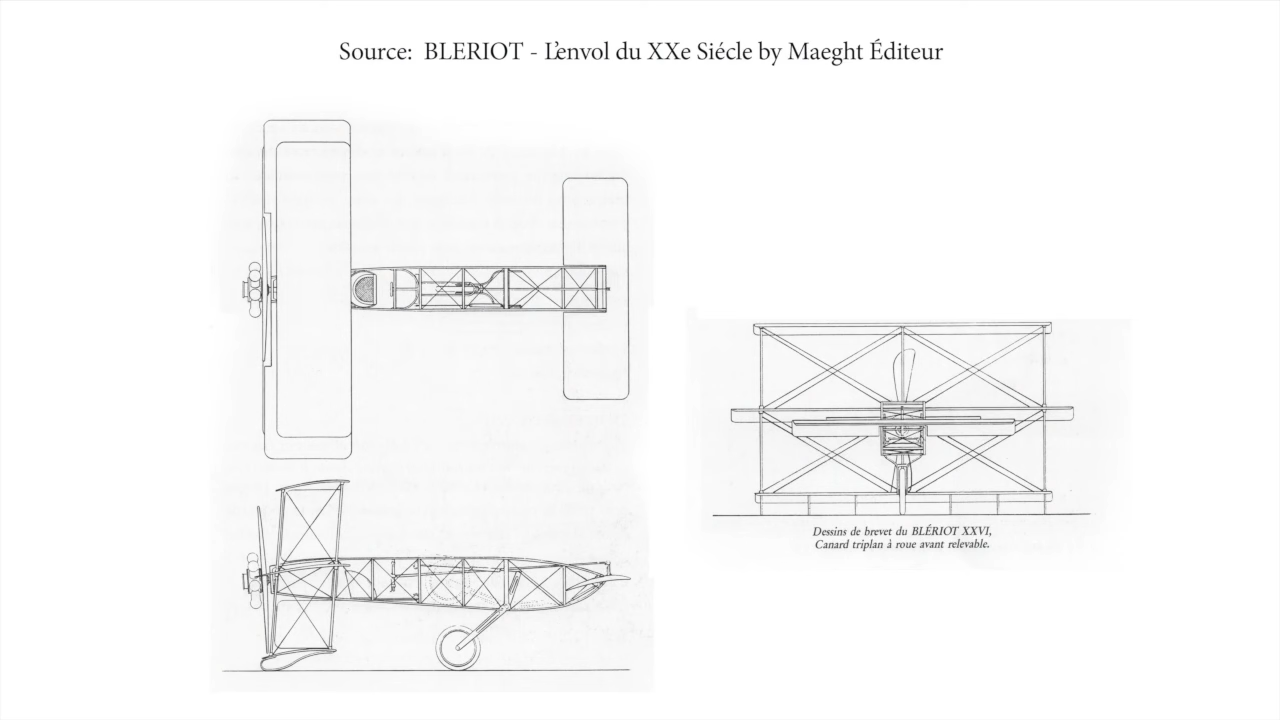 Source:  BLERIOT - L'envol du XXe Siécle by Maeght Éditeur
Dessins de brevet du BLÉRIOT XXVI,
Canard triplan à roue avant relevable.